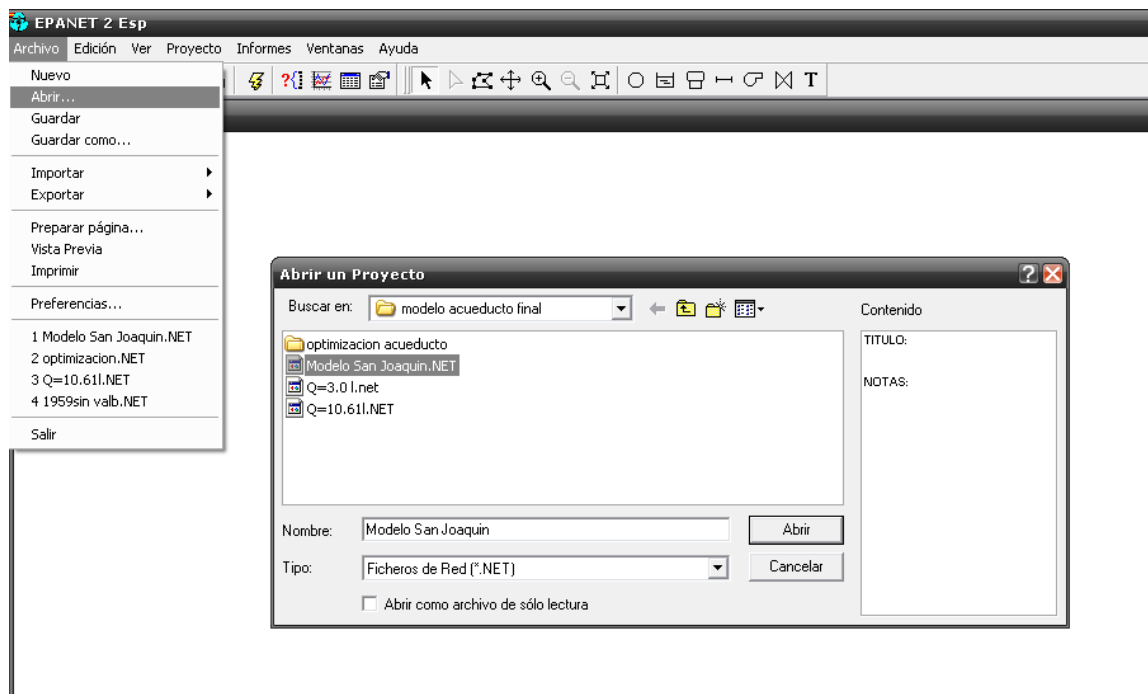 EPANET 2 Esp
Archivo Edición Ver Proyecto Informes Ventanas Ayuda
Nuevo
Abrir...
Guardar
Guardar como...
Importar
Exportar
Preparar página...
Vista Previa
Imprimir
Preferencias...
1 Modelo San Joaquin.NET
2 optimizacion.NET
3 Q=10.61l.NET
4 1959sin valb.NET
Salir
T
Abrir un Proyecto
Buscar en: modelo acueducto final
optimizacion acueducto
Modelo San Joaquin.NET
Q=3.0 l.net
Q=10.61l.NET
Nombre: Modelo San Joaquin
Abrir
Tipo: Ficheros de Red (*.NET)
Cancelar
Abrir como archivo de sólo lectura
Contenido
TITULO:
NOTAS: